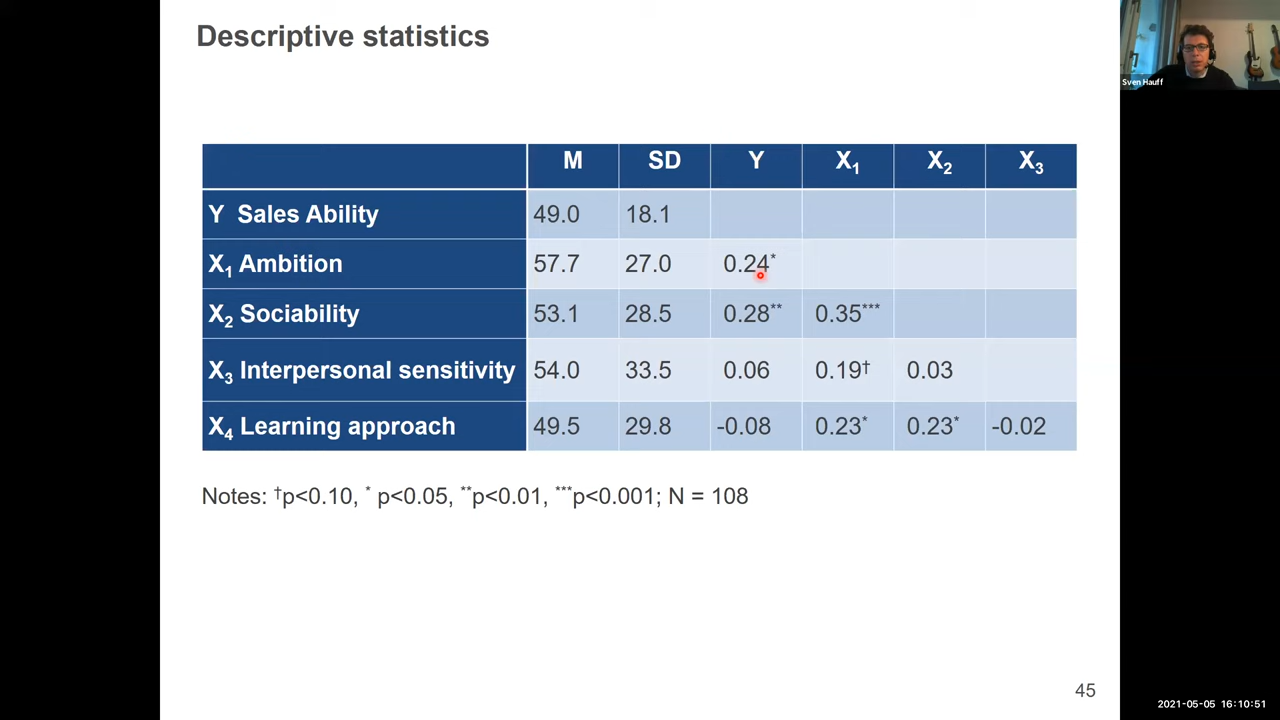 Descriptive statistics
Sven Hauff
M SD Y X₁ X₂ X₃
Y Sales Ability 49.0 18.1
X₁ Ambition 57.7 27.0 0.24*
X₂ Sociability 53.1 28.5 0.28** 0.35***
X₃ Interpersonal sensitivity 54.0 33.5 0.06 0.19† 0.03
X₄ Learning approach 49.5 29.8 -0.08 0.23* 0.23* -0.02
Notes: †p<0.10, * p<0.05, **p<0.01, ***p<0.001; N = 108
45
2021-05-05 16:10:51